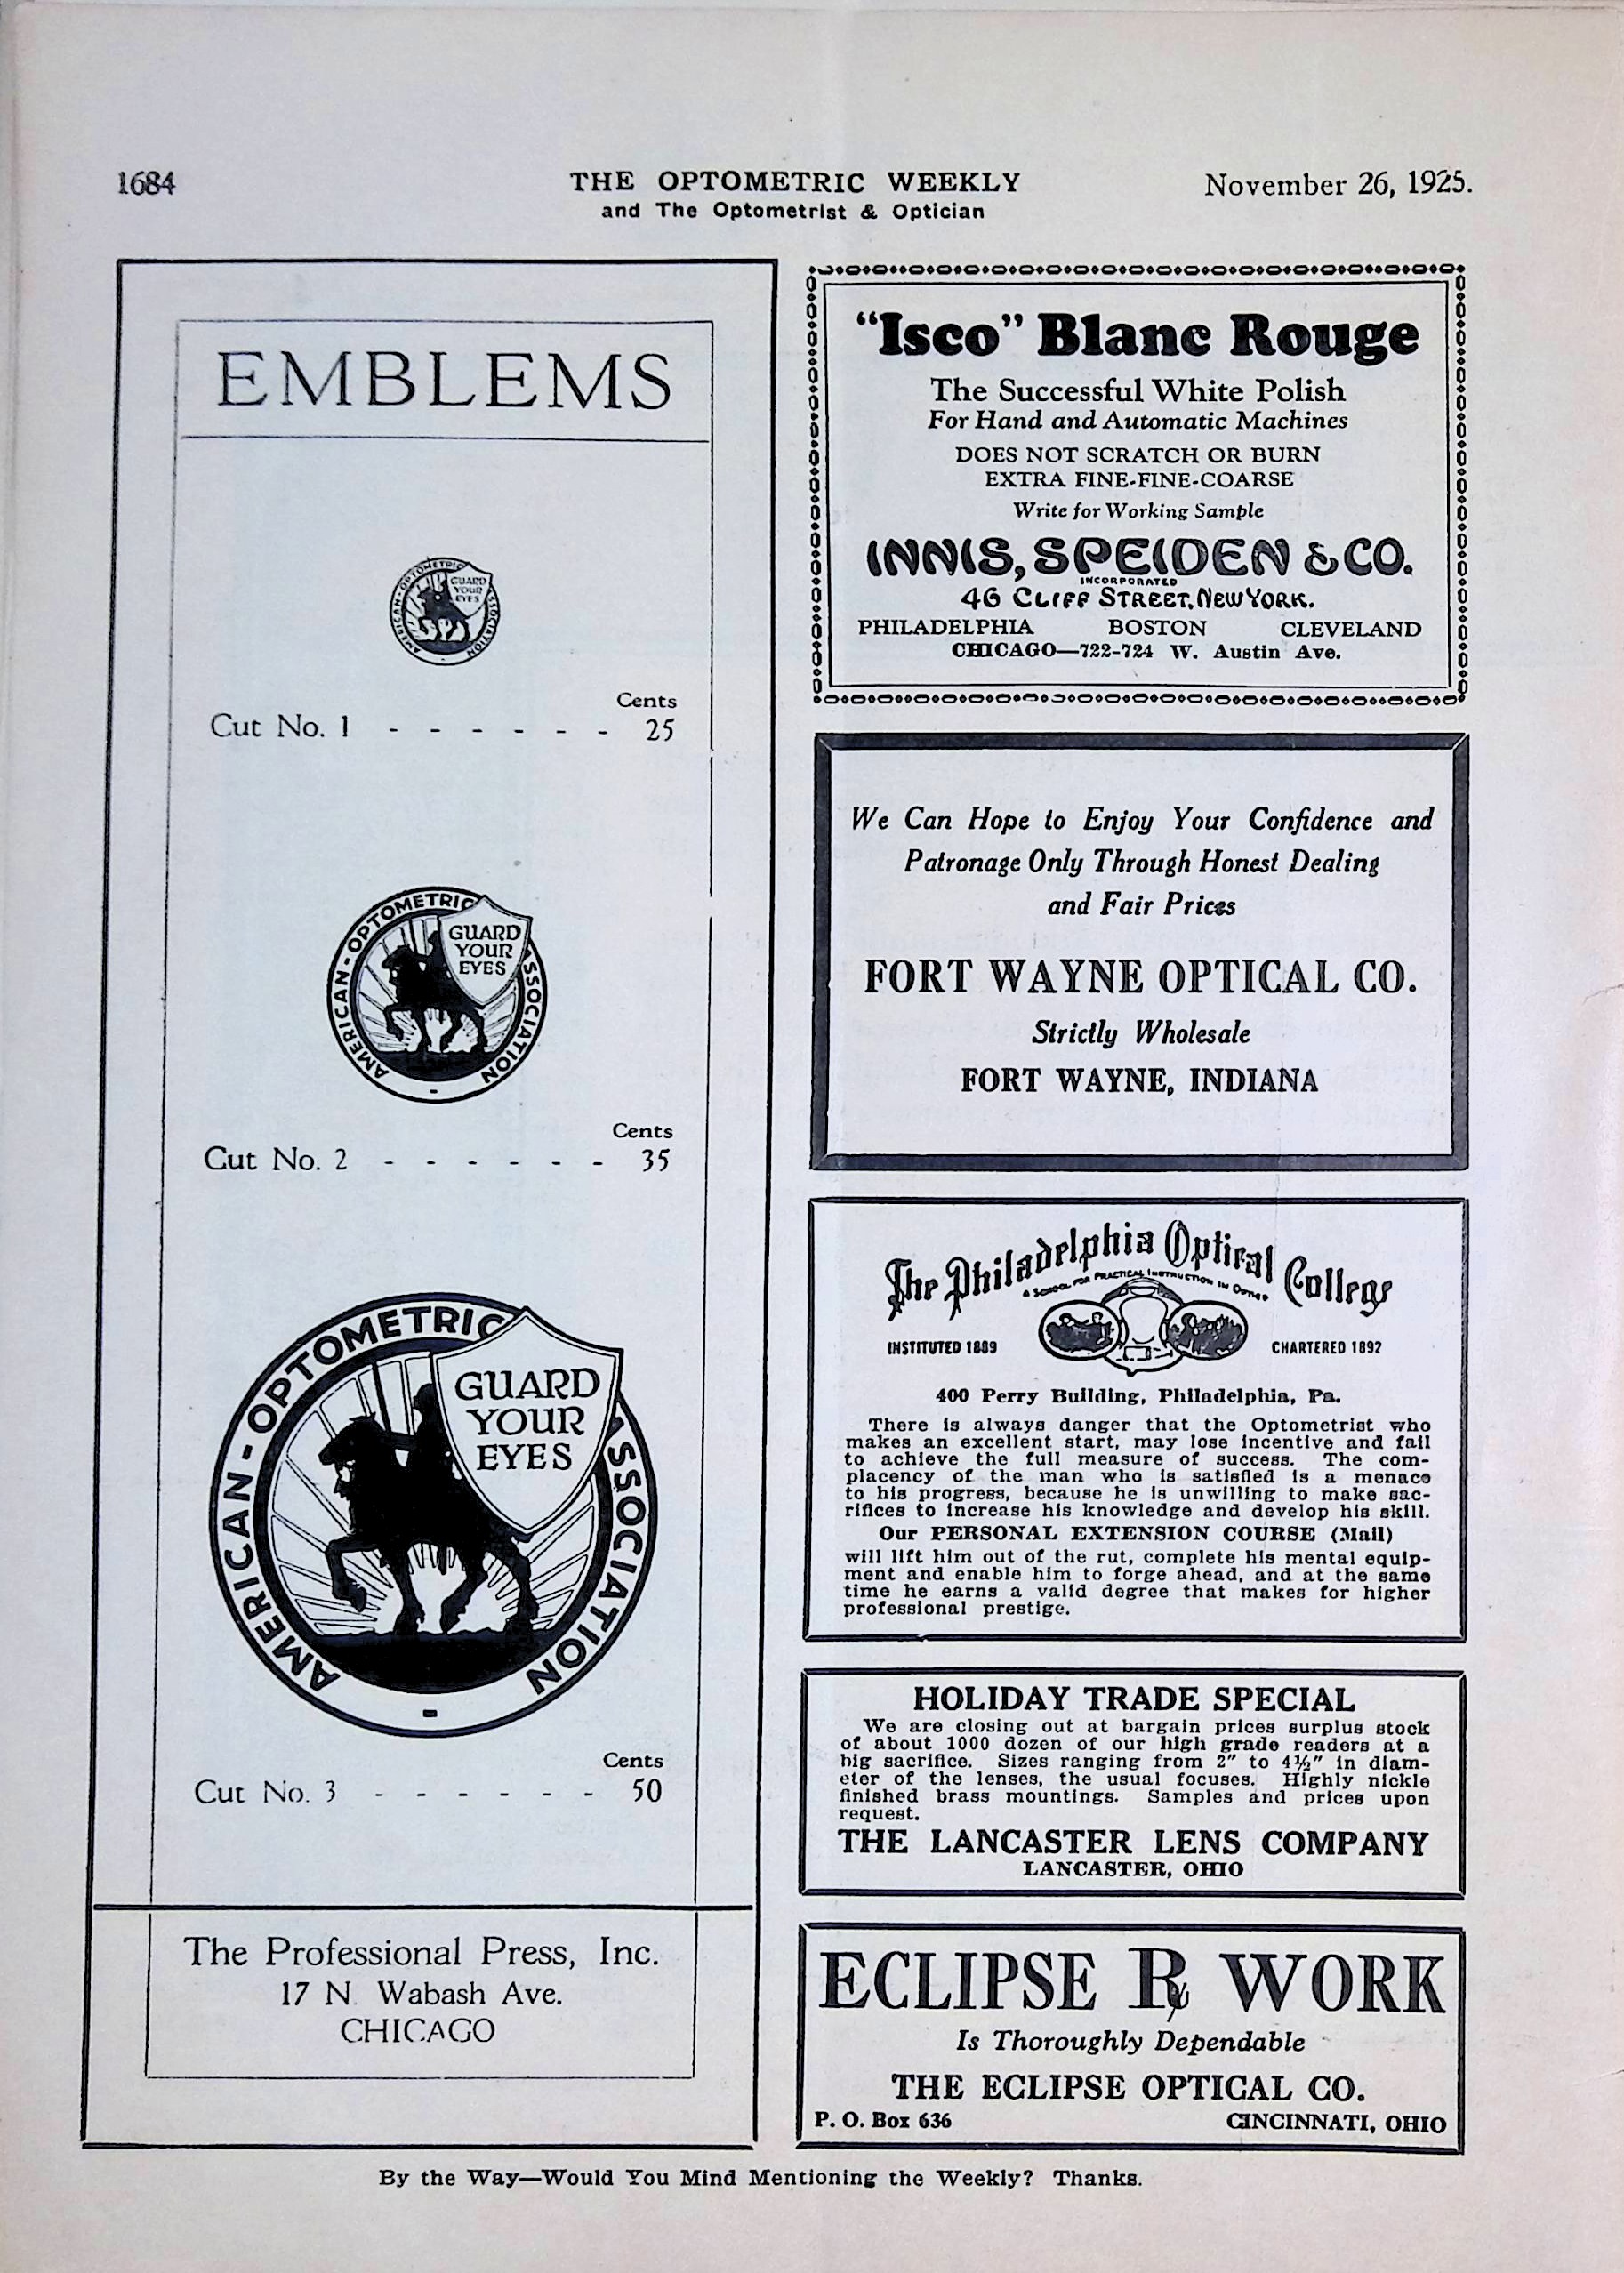 1684
THE OPTOMETRIC WEEKLY
and The Optometrist & Optician
November 26, 1925.
EMBLEMS
AMERICAN-OPTOMETRIC ASSOCIATION
GUARD
YOUR
EYES
Cents
Cut No. 1 - - - - - - 25
AMERICAN-OPTOMETRIC ASSOCIATION
GUARD
YOUR
EYES
Cents
Cut No. 2 - - - - - - 35
AMERICAN-OPTOMETRIC ASSOCIATION
GUARD
YOUR
EYES
Cents
Cut No. 3 - - - - - - 50
The Professional Press, Inc.
17 N. Wabash Ave.
CHICAGO
"Isco" Blanc Rouge
The Successful White Polish
For Hand and Automatic Machines
DOES NOT SCRATCH OR BURN
EXTRA FINE-FINE-COARSE
Write for Working Sample
INNIS, SPEIDEN & CO.
INCORPORATED
46 CLIFF STREET, NEW YORK.
PHILADELPHIA BOSTON CLEVELAND
CHICAGO—722-724 W. Austin Ave.
We Can Hope to Enjoy Your Confidence and
Patronage Only Through Honest Dealing
and Fair Prices
FORT WAYNE OPTICAL CO.
Strictly Wholesale
FORT WAYNE, INDIANA
The Philadelphia Optical College
A SCHOOL FOR PRACTICAL INSTRUCTION IN
INSTITUTED 1889
CHARTERED 1892
400 Perry Building, Philadelphia, Pa.
There is always danger that the Optometrist who
makes an excellent start, may lose incentive and fail
to achieve the full measure of success. The com-
placency of the man who is satisfied is a menace
to his progress, because he is unwilling to make sac-
rifices to increase his knowledge and develop his skill.
Our PERSONAL EXTENSION COURSE (Mail)
will lift him out of the rut, complete his mental equip-
ment and enable him to forge ahead, and at the same
time he earns a valid degree that makes for higher
professional prestige.
HOLIDAY TRADE SPECIAL
We are closing out at bargain prices surplus stock
of about 1000 dozen of our high grade readers at a
big sacrifice. Sizes ranging from 2" to 4½" in diam-
eter of the lenses, the usual focuses. Highly nickle
finished brass mountings. Samples and prices upon
request.
THE LANCASTER LENS COMPANY
LANCASTER, OHIO
ECLIPSE ℞ WORK
Is Thoroughly Dependable
THE ECLIPSE OPTICAL CO.
P. O. Box 636 CINCINNATI, OHIO
By the Way—Would You Mind Mentioning the Weekly? Thanks.